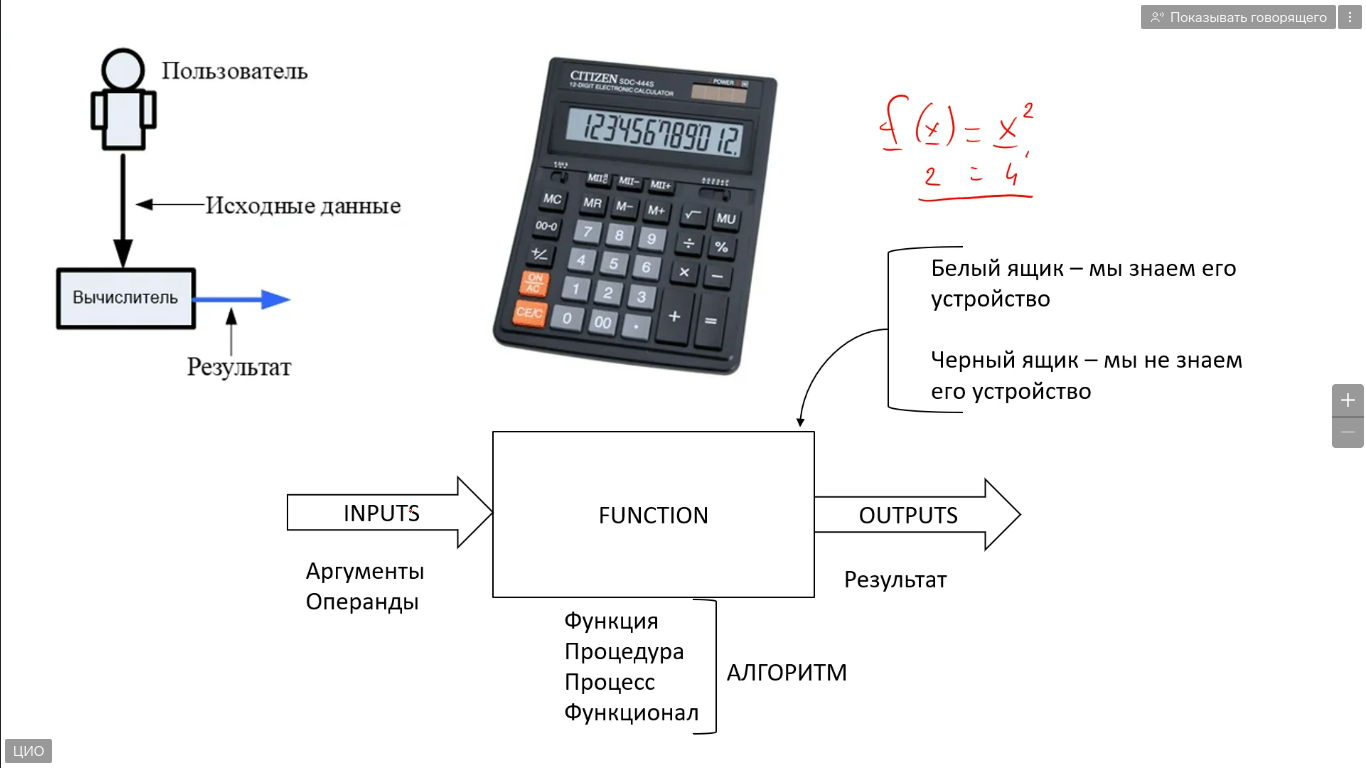 Показывать говорящего
Пользователь
Исходные данные
Вычислитель
Результат
CITIZEN SDC-444S
12-DIGIT ELECTRONIC CALCULATOR
POWER
123456789012.
MII-
MII+
MC
MR
M-
M+
√
MU
00-0
7
8
9
÷
%
+/-
4
5
6
×
−
ON/AC
1
2
3
+
=
CE/C
0
00
.
f(x) = x²
2 = 4
Белый ящик – мы знаем его
устройство
Черный ящик – мы не знаем
его устройство
INPUTS
FUNCTION
OUTPUTS
Аргументы
Операнды
Результат
Функция
Процедура
Процесс
Функционал
АЛГОРИТМ
+
−
ЦИО